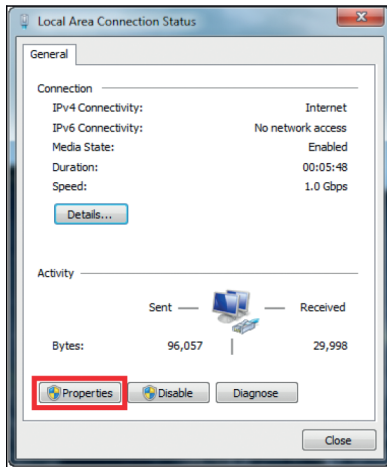 Local Area Connection Status
General
Connection
IPv4 Connectivity: Internet
IPv6 Connectivity: No network access
Media State: Enabled
Duration: 00:05:48
Speed: 1.0 Gbps
Details...
Activity
Sent Received
Bytes: 96,057 29,998
Properties Disable Diagnose
Close